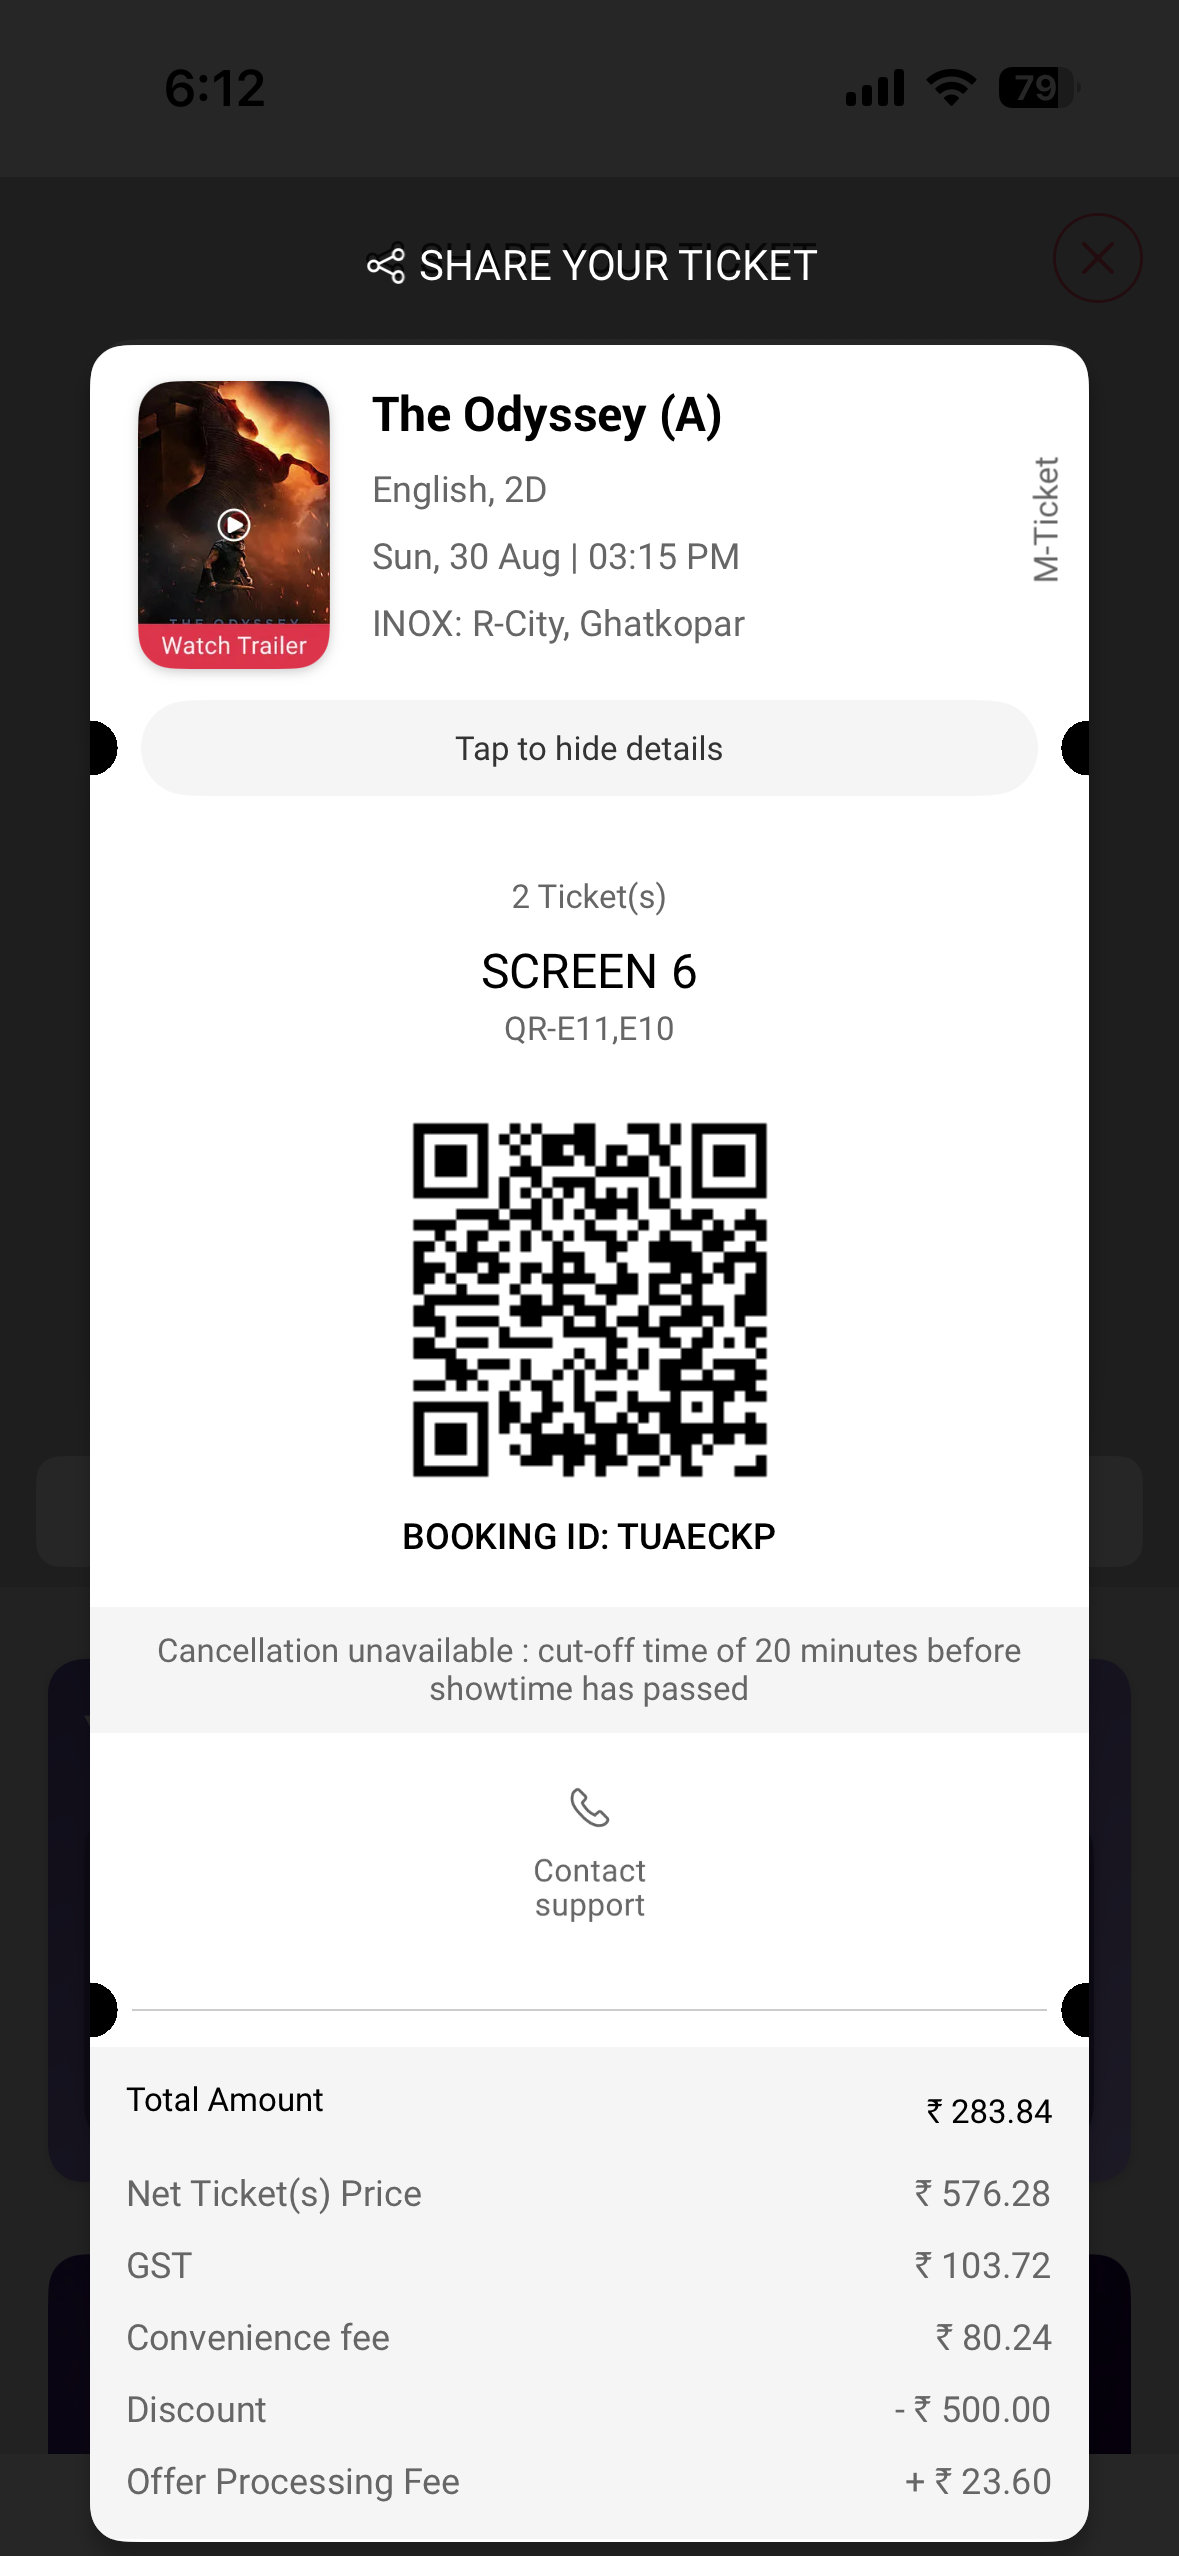 6:12
79
SHARE YOUR TICKET
The Odyssey (A)
English, 2D
Sun, 30 Aug | 03:15 PM
INOX: R-City, Ghatkopar
M-Ticket
THE ODYSSEY
Watch Trailer
Tap to hide details
2 Ticket(s)
SCREEN 6
QR-E11,E10
BOOKING ID: TUAECKP
Cancellation unavailable : cut-off time of 20 minutes before
showtime has passed
Contact
support
Total Amount ₹ 283.84
Net Ticket(s) Price ₹ 576.28
GST ₹ 103.72
Convenience fee ₹ 80.24
Discount - ₹ 500.00
Offer Processing Fee + ₹ 23.60